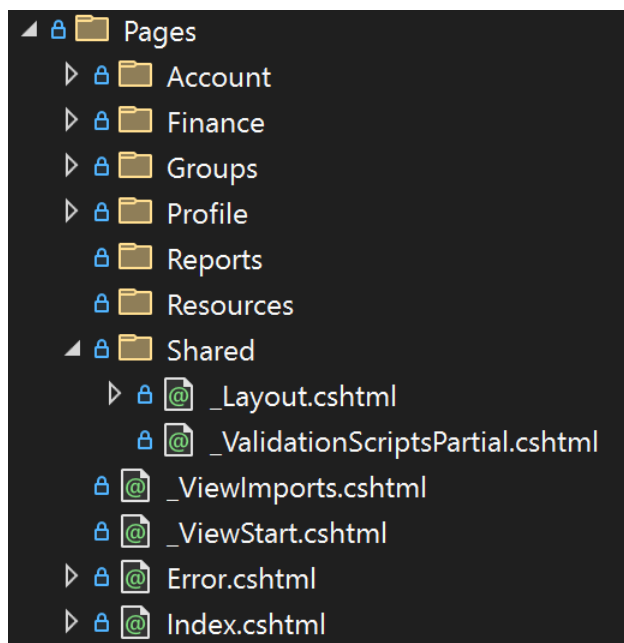 Pages
Account
Finance
Groups
Profile
Reports
Resources
Shared
_Layout.cshtml
_ValidationScriptsPartial.cshtml
_ViewImports.cshtml
_ViewStart.cshtml
Error.cshtml
Index.cshtml